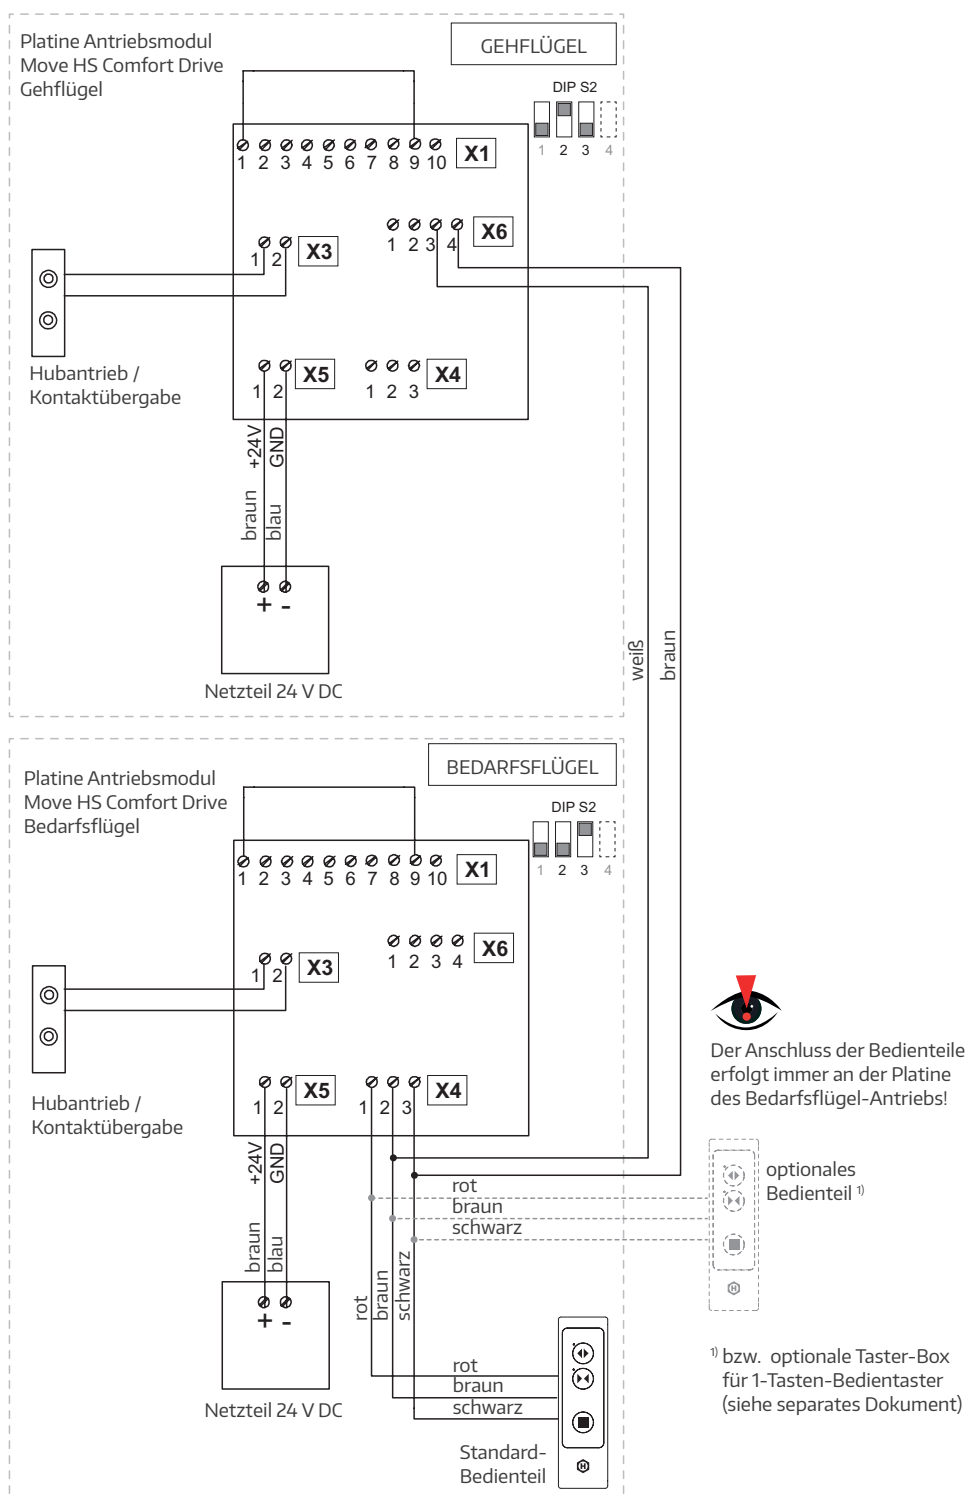 Platine Antriebsmodul
Move HS Comfort Drive
Gehflügel
GEHFLÜGEL
DIP S2
1 2 3 4
1 2 3 4 5 6 7 8 9 10
X1
1 2 3 4
X6
1 2
X3
Hubantrieb /
Kontaktübergabe
1 2
X5
1 2 3
X4
+24V
GND
braun
blau
+ -
Netzteil 24 V DC
weiß
braun
Platine Antriebsmodul
Move HS Comfort Drive
Bedarfsflügel
BEDARFSFLÜGEL
DIP S2
1 2 3 4
1 2 3 4 5 6 7 8 9 10
X1
1 2 3 4
X6
1 2
X3
Hubantrieb /
Kontaktübergabe
1 2
X5
1 2 3
X4
+24V
GND
braun
blau
+ -
Netzteil 24 V DC
Der Anschluss der Bedienteile
erfolgt immer an der Platine
des Bedarfsflügel-Antriebs!
rot
braun
schwarz
optionales
Bedienteil 1)
H
rot
braun
schwarz
rot
braun
schwarz
H
Standard-
Bedienteil
1) bzw. optionale Taster-Box
für 1-Tasten-Bedientaster
(siehe separates Dokument)